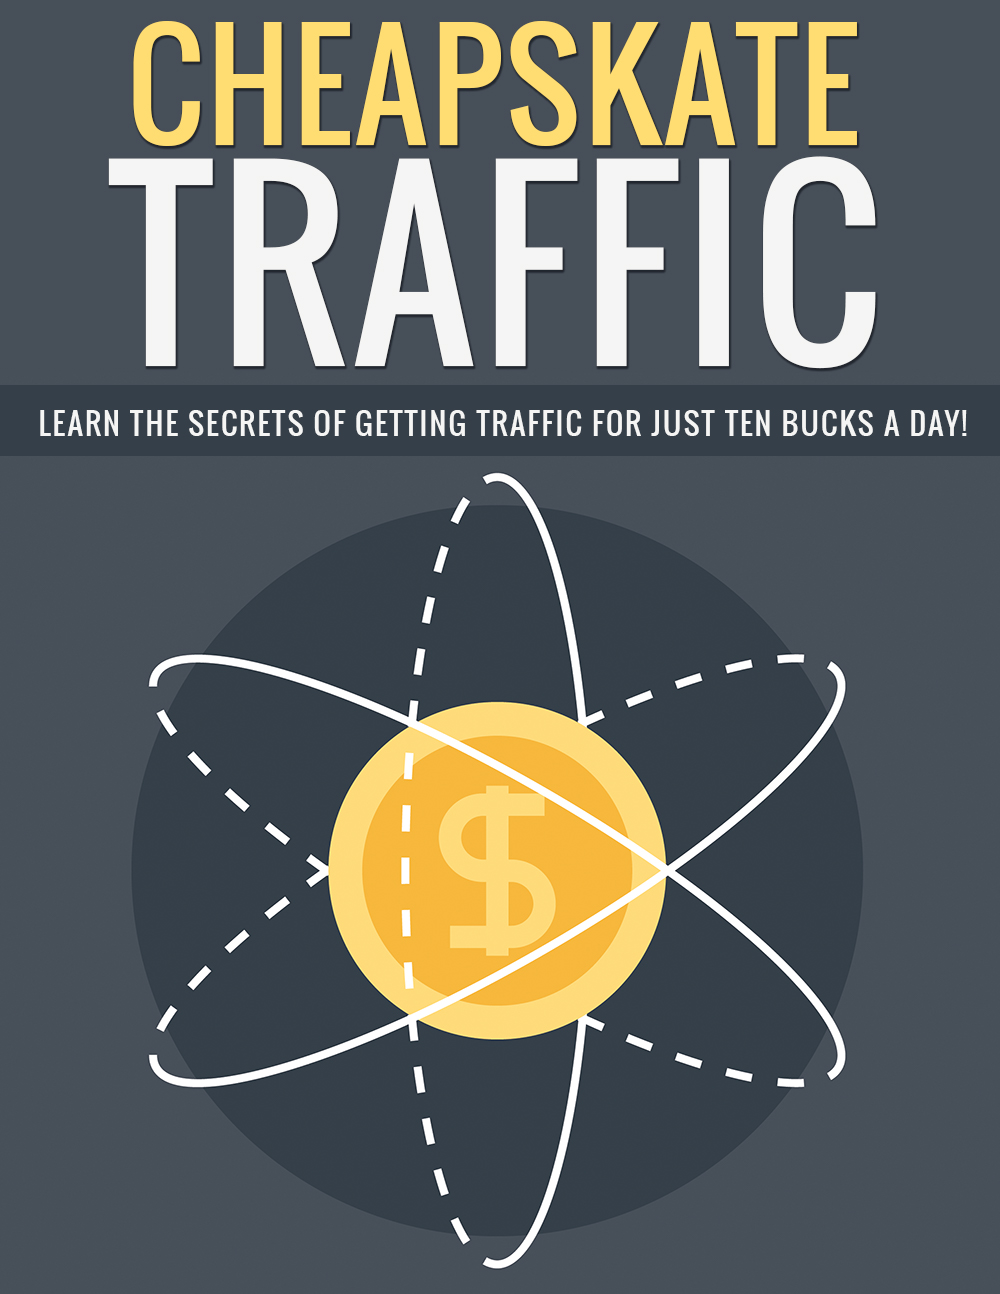 CHEAPSKATE
TRAFFIC
LEARN THE SECRETS OF GETTING TRAFFIC FOR JUST TEN BUCKS A DAY!
$